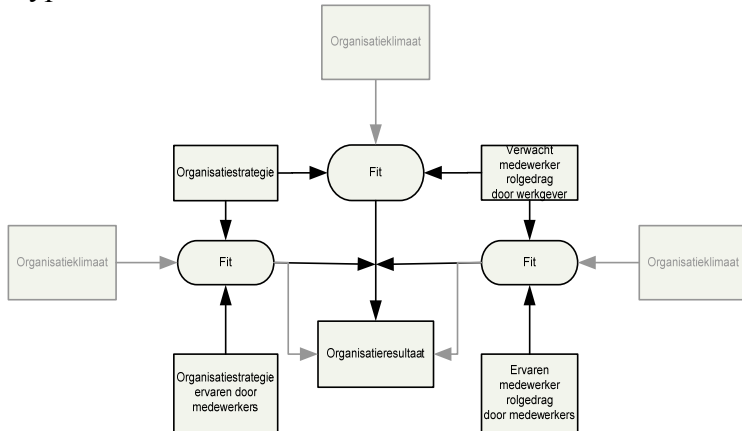 Organisatieklimaat
Organisatiestrategie
Fit
Verwacht
medewerker
rolgedrag
door werkgever
Organisatieklimaat
Fit
Fit
Organisatieklimaat
Organisatieresultaat
Organisatiestrategie
ervaren door
medewerkers
Ervaren
medewerker
rolgedrag
door medewerkers